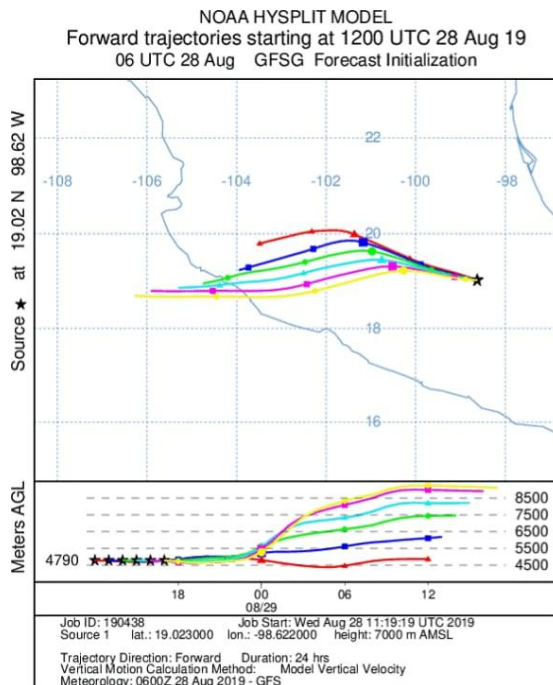 NOAA HYSPLIT MODEL
Forward trajectories starting at 1200 UTC 28 Aug 19
06 UTC 28 Aug GFSG Forecast Initialization
Source ★ at 19.02 N 98.62 W
22
-108 -106 -104 -102 -100 -98
20
18
16
Meters AGL
4790
8500
7500
6500
5500
4500
18 00 06 12
08/29
Job ID: 190438 Job Start: Wed Aug 28 11:19:19 UTC 2019
Source 1 lat.: 19.023000 lon.: -98.622000 height: 7000 m AMSL
Trajectory Direction: Forward Duration: 24 hrs
Vertical Motion Calculation Method: Model Vertical Velocity
Meteorology: 0600Z 28 Aug 2019 - GFS